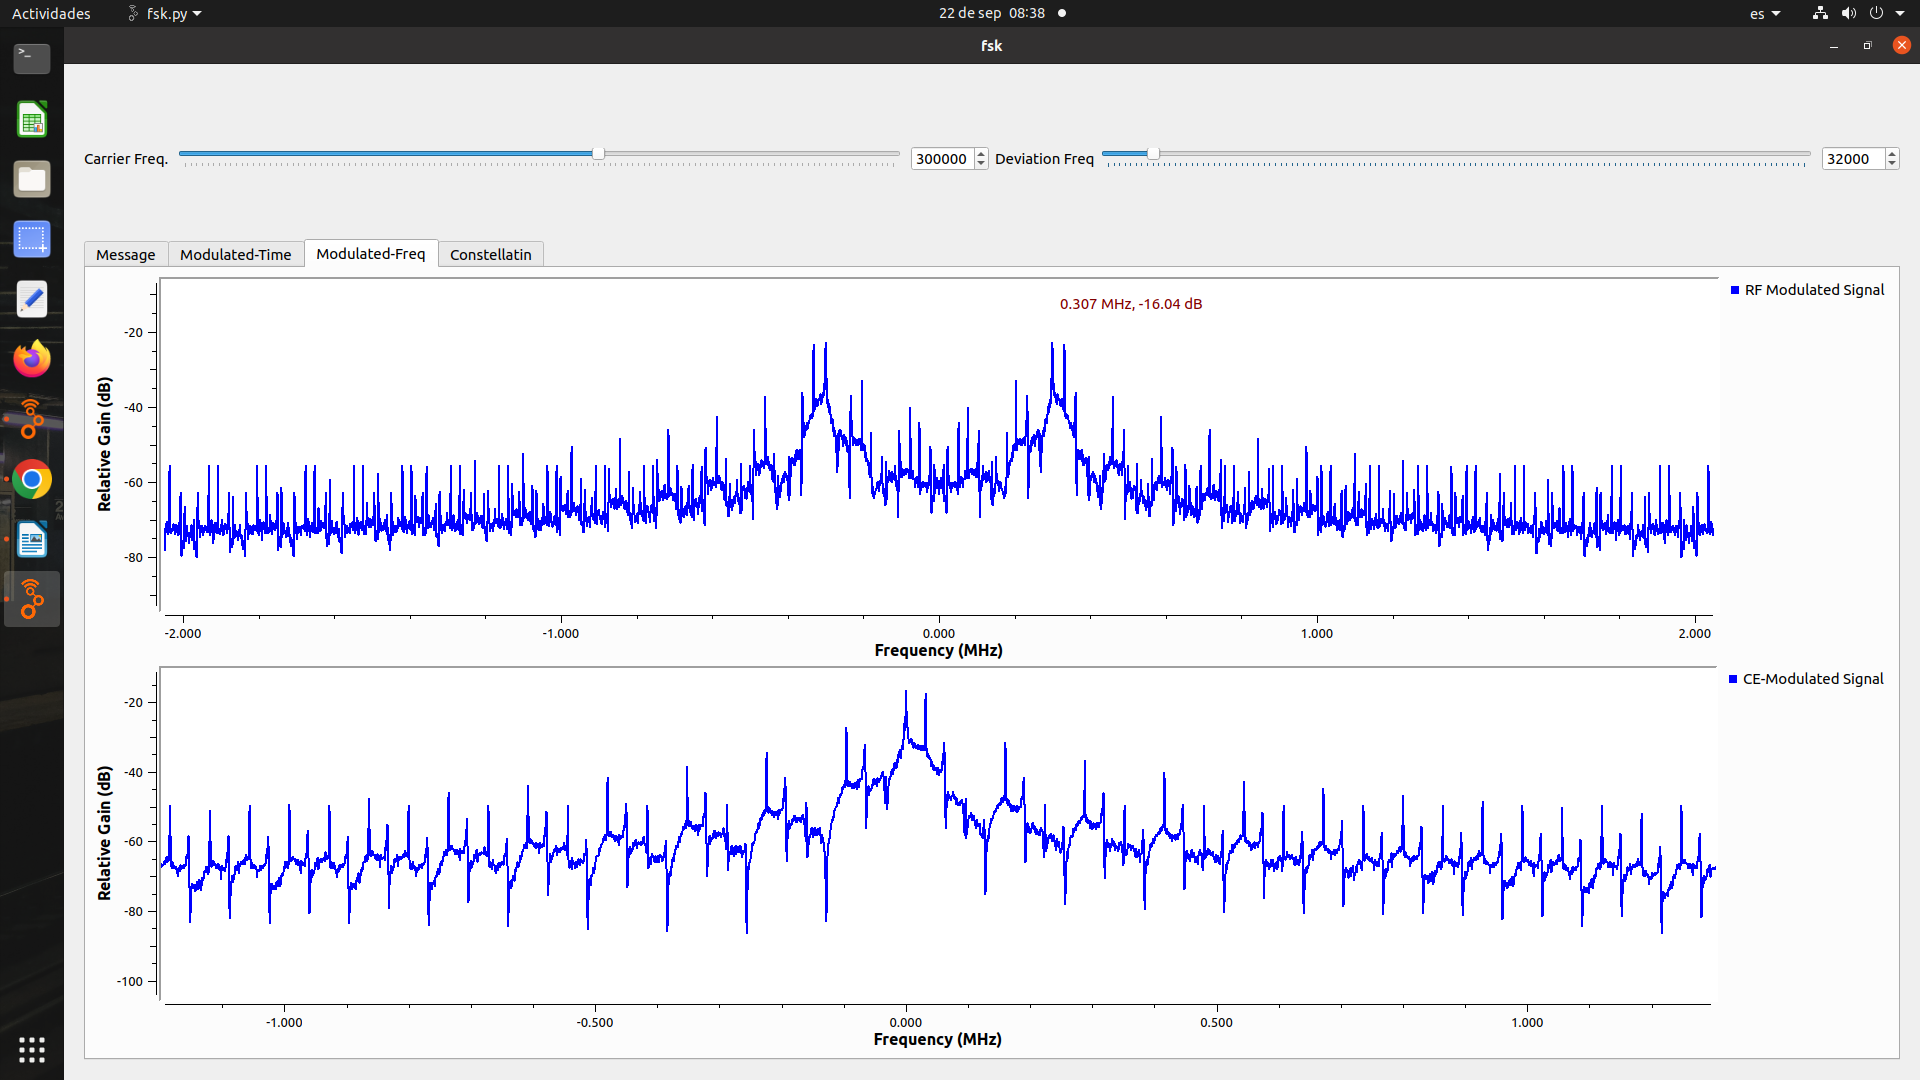 Actividades fsk.py 22 de sep 08:38 es
fsk
Carrier Freq. 300000 Deviation Freq 32000
Message Modulated-Time Modulated-Freq Constellatin
0.307 MHz, -16.04 dB
RF Modulated Signal
Relative Gain (dB)
-20
-40
-60
-80
-2.000 -1.000 0.000 1.000 2.000
Frequency (MHz)
CE-Modulated Signal
Relative Gain (dB)
-20
-40
-60
-80
-100
-1.000 -0.500 0.000 0.500 1.000
Frequency (MHz)